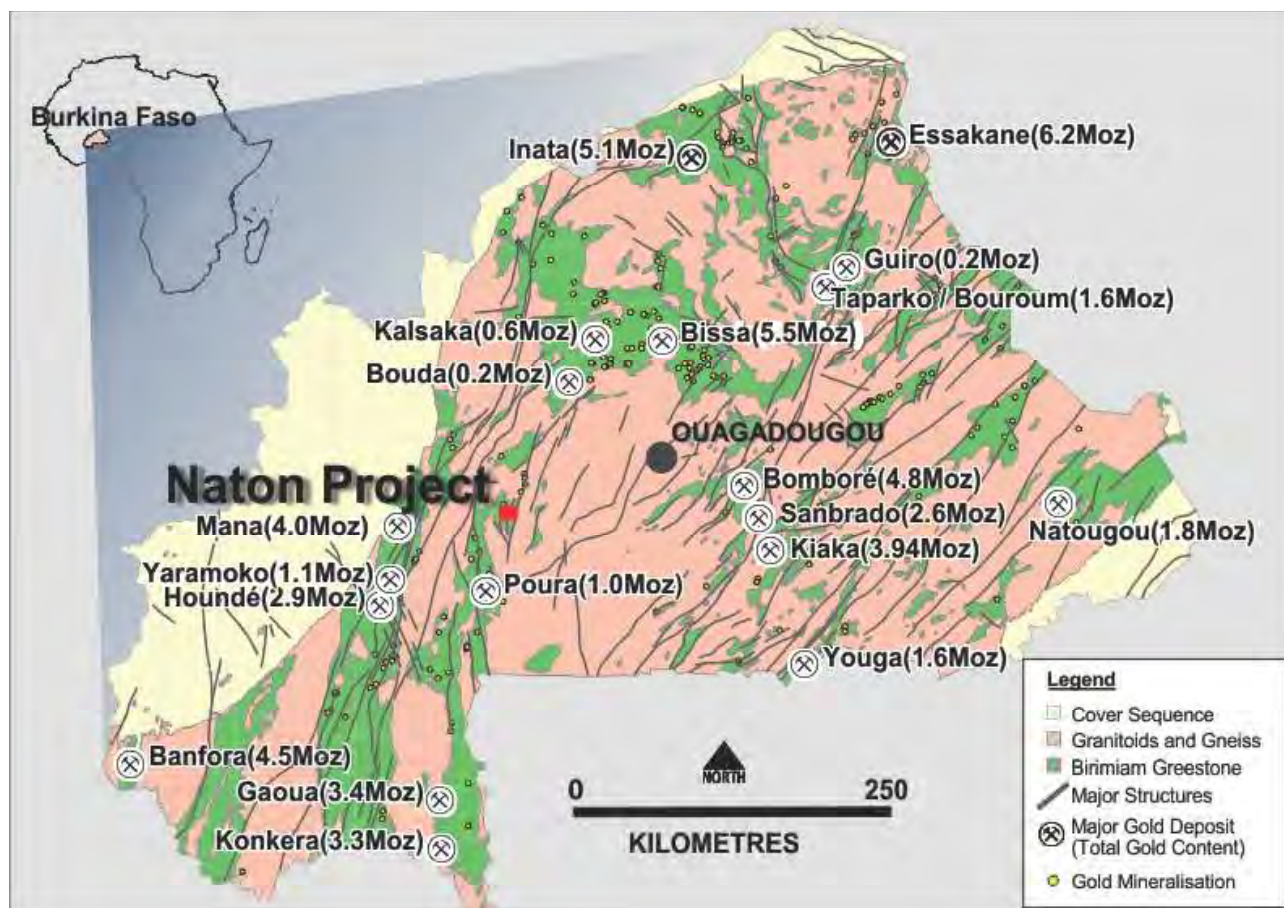 Burkina Faso
Inata(5.1Moz)
Essakane(6.2Moz)
Guiro(0.2Moz)
Taparko / Bouroum(1.6Moz)
Kalsaka(0.6Moz)
Bissa(5.5Moz)
Bouda(0.2Moz)
OUAGADOUGOU
Naton Project
Bomboré(4.8Moz)
Mana(4.0Moz)
Sanbrado(2.6Moz)
Natougou(1.8Moz)
Kiaka(3.94Moz)
Yaramoko(1.1Moz)
Houndé(2.9Moz)
Poura(1.0Moz)
Youga(1.6Moz)
Banfora(4.5Moz)
Gaoua(3.4Moz)
Konkera(3.3Moz)
NORTH
0 250
KILOMETRES
Legend
Cover Sequence
Granitoids and Gneiss
Birimiam Greestone
Major Structures
Major Gold Deposit
(Total Gold Content)
Gold Mineralisation